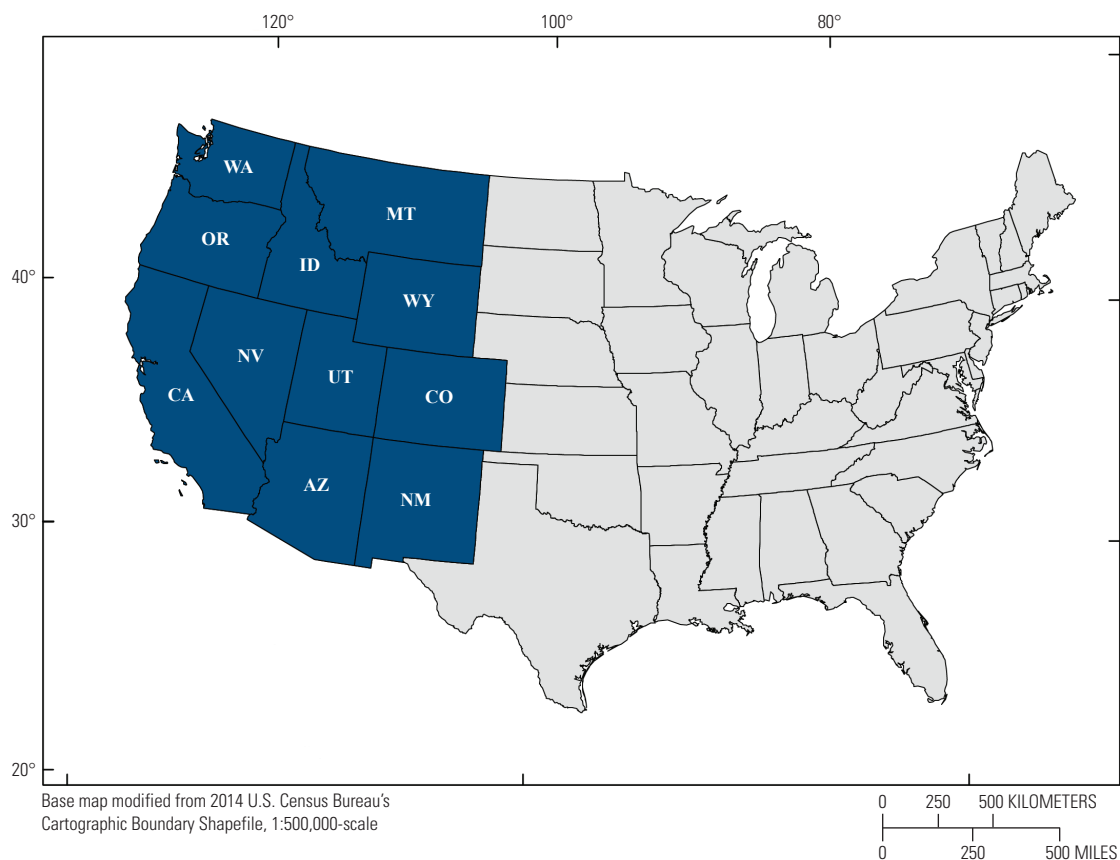 120° 100° 80°
WA
MT
OR
ID
40°
WY
NV
UT
CO
CA
AZ
NM
30°
20°
Base map modified from 2014 U.S. Census Bureau's
Cartographic Boundary Shapefile, 1:500,000-scale
0 250 500 KILOMETERS
0 250 500 MILES